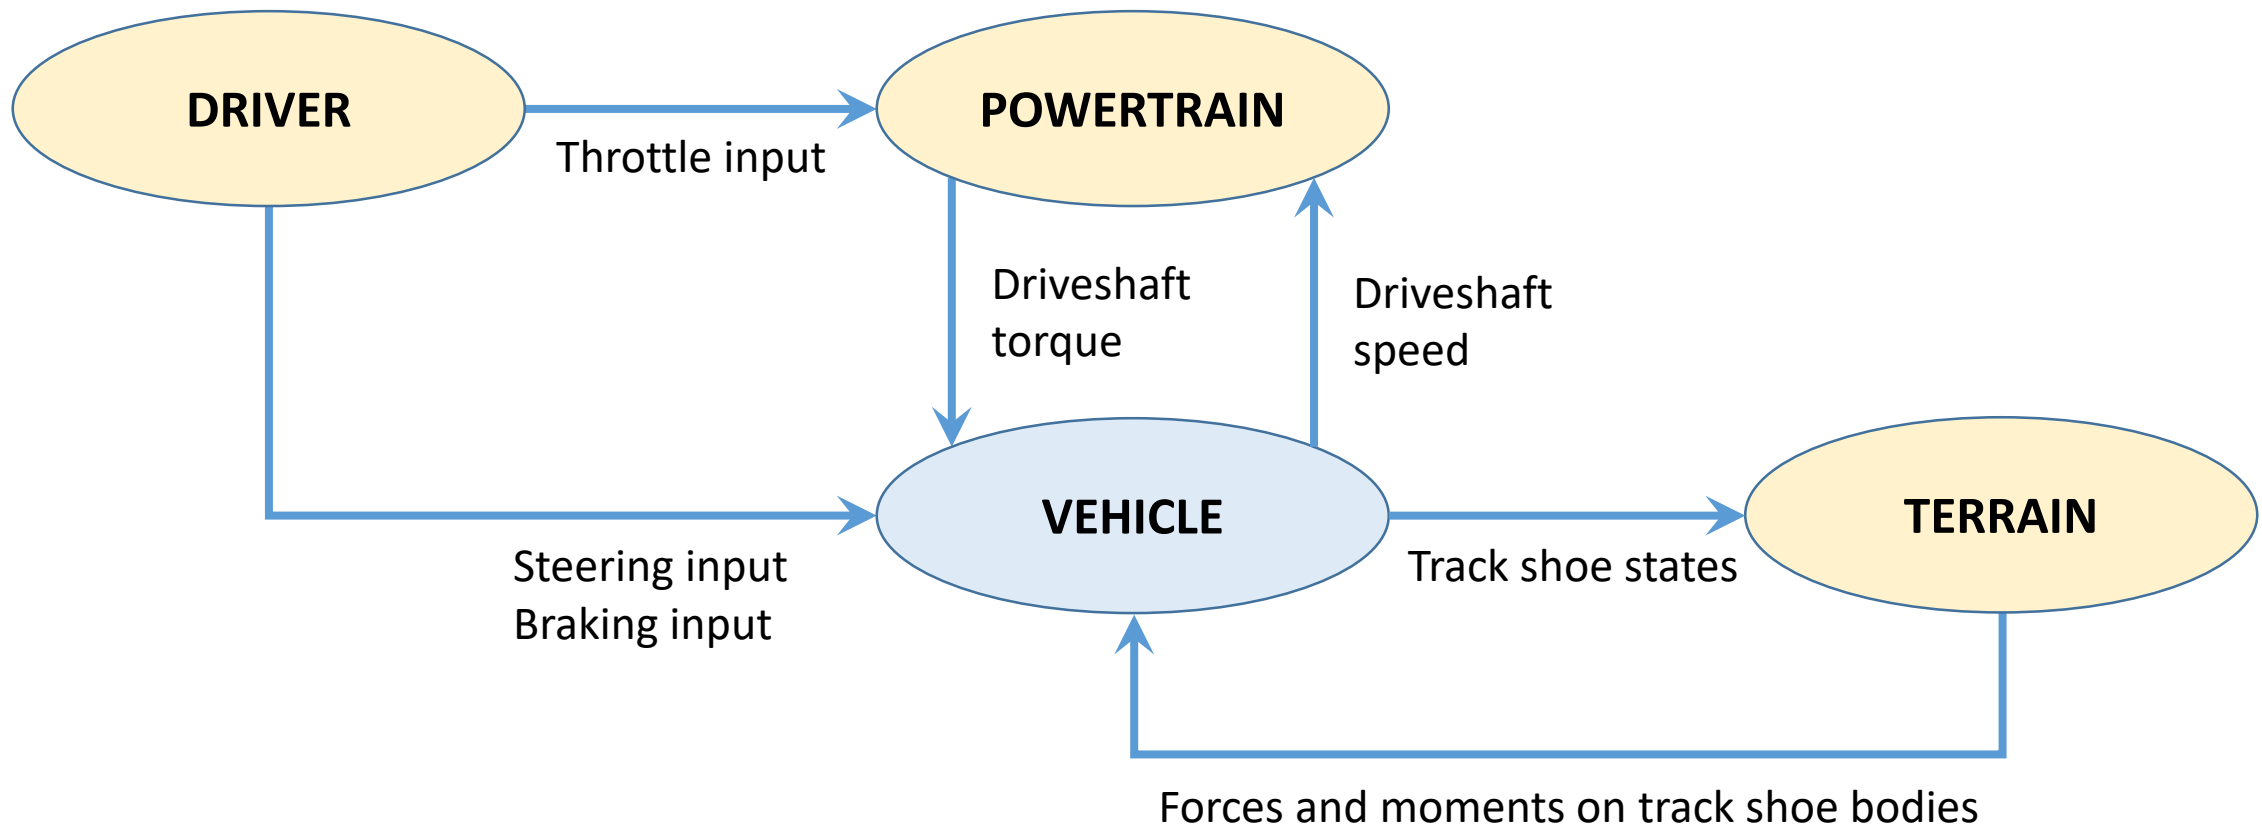 DRIVER
POWERTRAIN
Throttle input
Driveshaft
torque
Driveshaft
speed
VEHICLE
TERRAIN
Steering input
Braking input
Track shoe states
Forces and moments on track shoe bodies